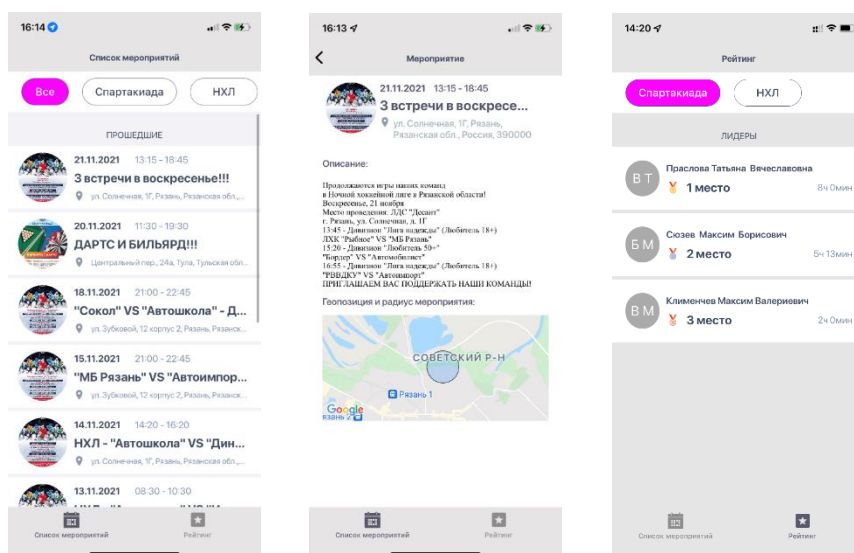 16:14
Список мероприятий
Все
Спартакиада
НХЛ
ПРОШЕДШИЕ
21.11.2021 13:15 - 18:45
3 встречи в воскресенье!!!
ул. Солнечная, 1Г, Рязань, Рязанская обл.,...
20.11.2021 11:30 - 19:30
ДАРТС И БИЛЬЯРД!!!
Центральный пер., 24а, Тула, Тульская обл...
18.11.2021 21:00 - 22:45
"Сокол" VS "Автошкола" - Д...
ул. Зубковой, 12 корпус 2, Рязань, Рязанск...
15.11.2021 21:00 - 22:45
"МБ Рязань" VS "Автоимпор...
ул. Зубковой, 12 корпус 2, Рязань, Рязанск...
14.11.2021 14:20 - 16:20
НХЛ - "Автошкола" VS "Дин...
ул. Солнечная, 1Г, Рязань, Рязанская обл.,...
13.11.2021 08:30 - 10:30
Список мероприятий
Рейтинг
16:13
Мероприятие
21.11.2021 13:15 - 18:45
3 встречи в воскресе...
ул. Солнечная, 1Г, Рязань,
Рязанская обл., Россия, 390000
Описание:
Продолжаются игры наших команд
в Ночной хоккейной лиге в Рязанской области!
Воскресенье, 21 ноября
Место проведения: ЛДС "Десант"
г. Рязань, ул. Солнечная, д. 1Г
13:45 - Дивизион "Лига надежды" (Любитель 18+)
ЛХК "Рыбное" VS "МБ Рязань"
15:20 - Дивизион "Любитель 50+"
"Бордер" VS "Автомобилист"
16:55 - Дивизион "Лига надежды" (Любитель 18+)
"РВВДКУ" VS "Автоимпорт"
ПРИГЛАШАЕМ ВАС ПОДДЕРЖАТЬ НАШИ КОМАНДЫ!
Геопозиция и радиус мероприятия:
СОВЕТСКИЙ Р-Н
Рязань 1
Google
язань 2
Список мероприятий
Рейтинг
14:20
Рейтинг
Спартакиада
НХЛ
ЛИДЕРЫ
В Т
Праслова Татьяна Вячеславовна
1 место
8ч 0мин
Б М
Сюзев Максим Борисович
2 место
5ч 13мин
В М
Клименчев Максим Валериевич
3 место
2ч 0мин
Список мероприятий
Рейтинг